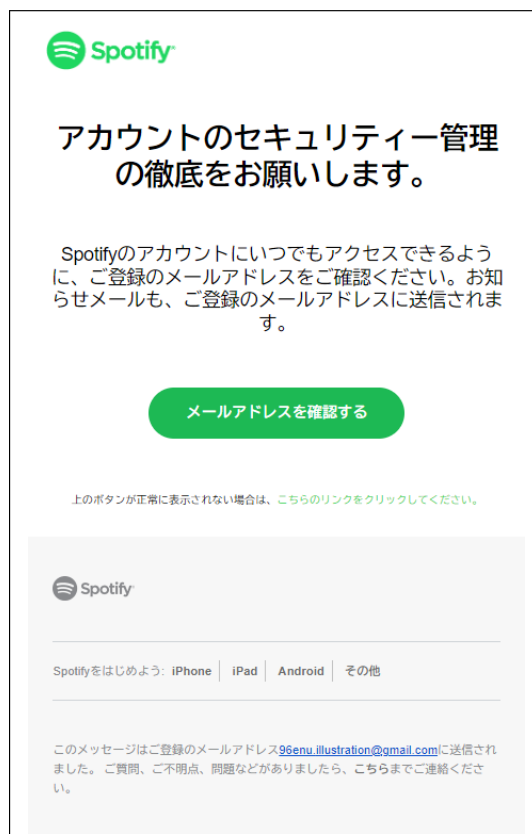 Spotify
アカウントのセキュリティー管理
の徹底をお願いします。
Spotifyのアカウントにいつでもアクセスできるよう
に、ご登録のメールアドレスをご確認ください。お知
らせメールも、ご登録のメールアドレスに送信されま
す。
メールアドレスを確認する
上のボタンが正常に表示されない場合は、こちらのリンクをクリックしてください。
Spotify
Spotifyをはじめよう: iPhone | iPad | Android | その他
このメッセージはご登録のメールアドレス96enu.illustration@gmail.comに送信され
ました。 ご質問、ご不明点、問題などがありましたら、こちらまでご連絡くださ
い。